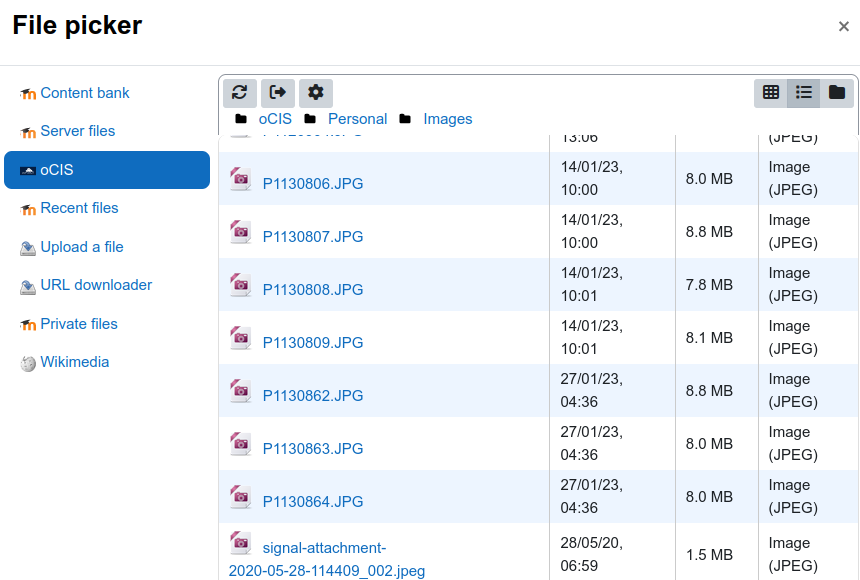 File picker
×
Content bank
Server files
oCIS
Recent files
Upload a file
URL downloader
Private files
Wikimedia
oCIS Personal Images
13:06 (JPEG)
P1130806.JPG 14/01/23, 10:00 8.0 MB Image (JPEG)
P1130807.JPG 14/01/23, 10:00 8.8 MB Image (JPEG)
P1130808.JPG 14/01/23, 10:01 7.8 MB Image (JPEG)
P1130809.JPG 14/01/23, 10:01 8.1 MB Image (JPEG)
P1130862.JPG 27/01/23, 04:36 8.8 MB Image (JPEG)
P1130863.JPG 27/01/23, 04:36 8.0 MB Image (JPEG)
P1130864.JPG 27/01/23, 04:36 8.0 MB Image (JPEG)
signal-attachment-
2020-05-28-114409_002.jpeg 28/05/20, 06:59 1.5 MB Image (JPEG)